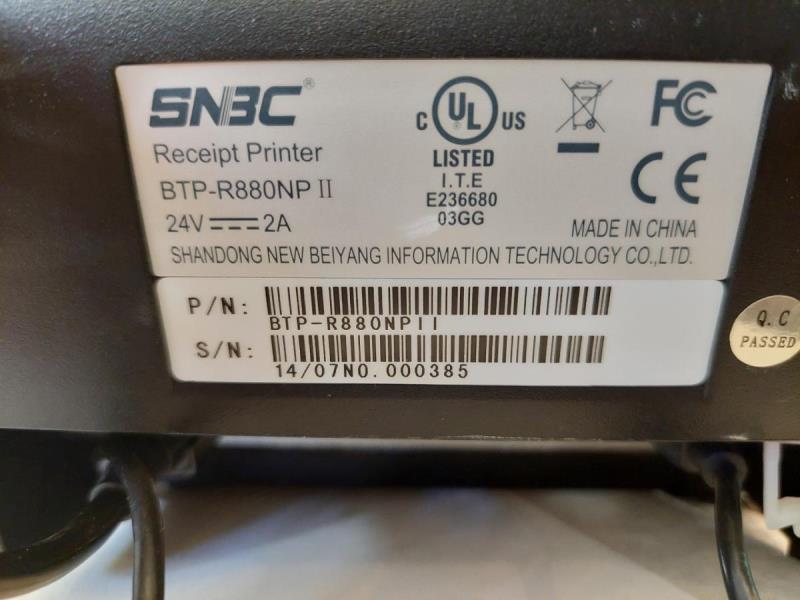 SNBC®
Receipt Printer
BTP-R880NP II
24V 2A
C UL® US
LISTED
I.T.E
E236680
03GG
FC
CE
MADE IN CHINA
SHANDONG NEW BEIYANG INFORMATION TECHNOLOGY CO.,LTD.
P/N:
BTP-R880NPII
S/N:
14/07N0.000385
Q.C
PASSED